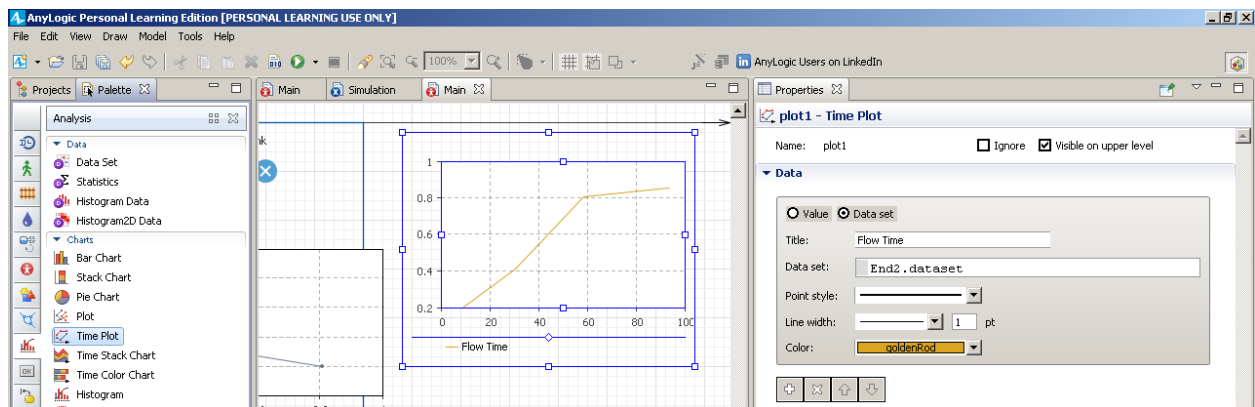 AnyLogic Personal Learning Edition [PERSONAL LEARNING USE ONLY]
File Edit View Draw Model Tools Help
100% AnyLogic Users on LinkedIn
Projects Palette Main Simulation Main Properties
Analysis
Data
Data Set
Statistics
Histogram Data
Histogram2D Data
Charts
Bar Chart
Stack Chart
Pie Chart
Plot
Time Plot
Time Stack Chart
Time Color Chart
Histogram
OK
nk
1
0.8
0.6
0.4
0.2
0 20 40 60 80 100
Flow Time
plot1 - Time Plot
Name: plot1 Ignore Visible on upper level
Data
Value Data set
Title: Flow Time
Data set: End2.dataset
Point style:
Line width: 1 pt
Color: goldenRod